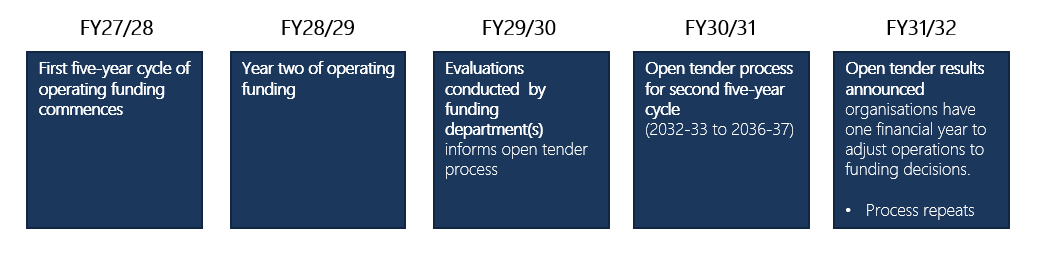 FY27/28
FY28/29
FY29/30
FY30/31
FY31/32
First five-year cycle of
operating funding
commences
Year two of operating
funding
Evaluations
conducted by
funding
department(s)
informs open tender
process
Open tender process
for second five-year
cycle
(2032-33 to 2036-37)
Open tender results
announced
organisations have
one financial year to
adjust operations to
funding decisions.
• Process repeats